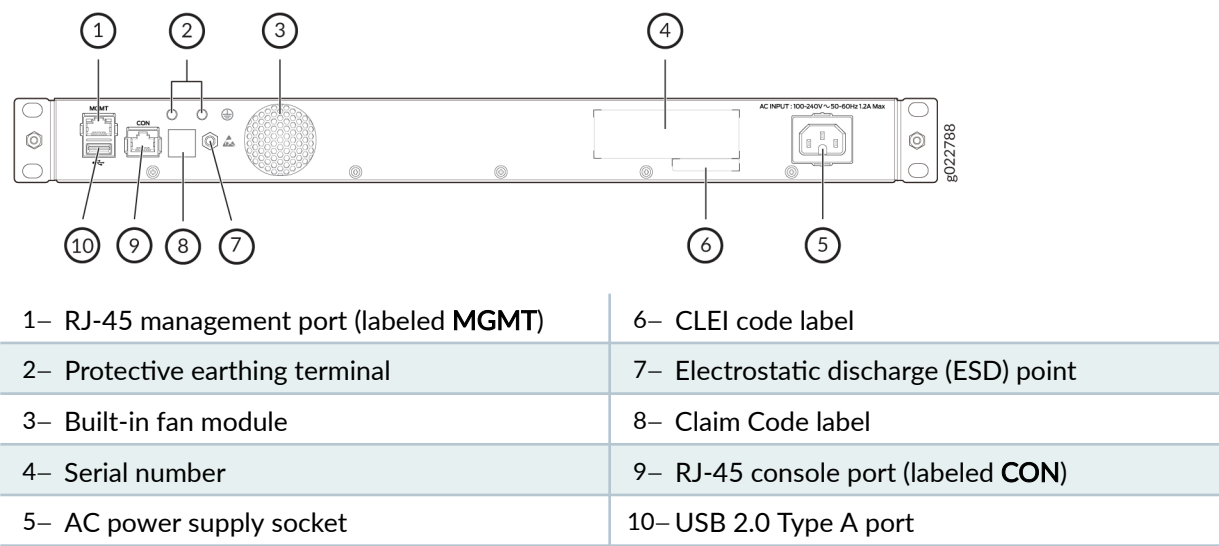 1 2 3 4
MGMT
CON
AC INPUT : 100-240V ~ 50-60Hz 1.2A Max
g022788
10 9 8 7 6 5
1– RJ-45 management port (labeled MGMT)
6– CLEI code label
2– Protective earthing terminal
7– Electrostatic discharge (ESD) point
3– Built-in fan module
8– Claim Code label
4– Serial number
9– RJ-45 console port (labeled CON)
5– AC power supply socket
10– USB 2.0 Type A port